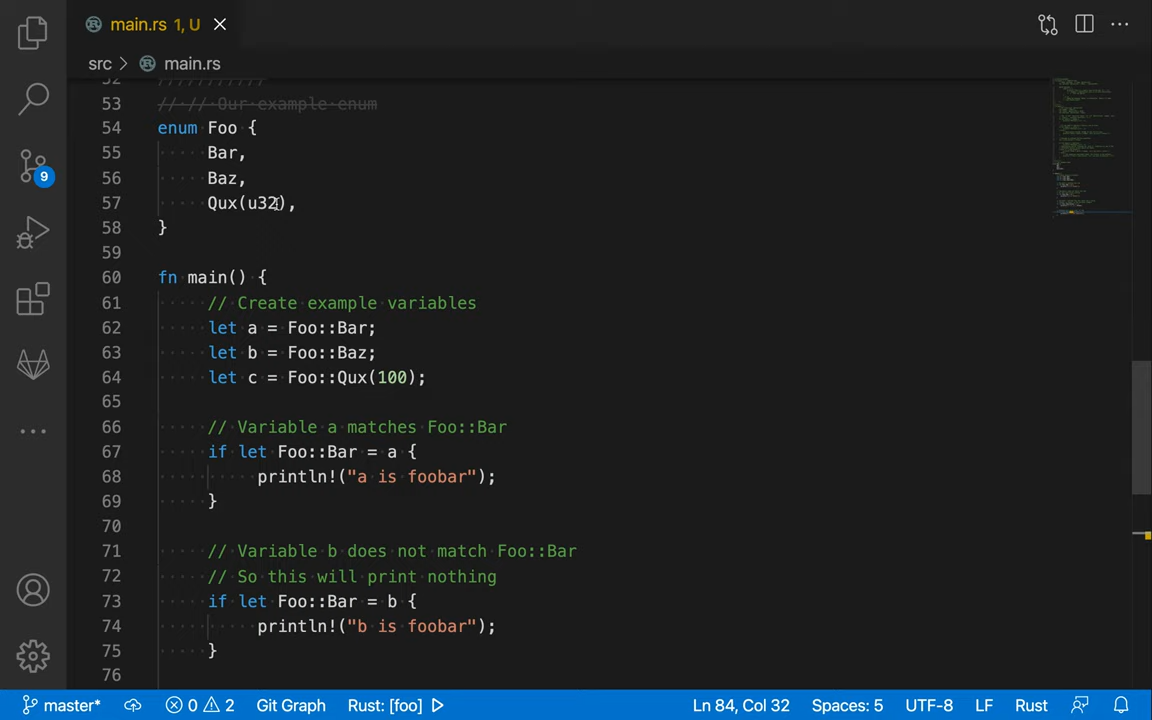 main.rs 1, U
src > main.rs
52 ///////////
53 // // Our example enum
54 enum Foo {
55 Bar,
56 Baz,
57 Qux(u32),
58 }
59
60 fn main() {
61 // Create example variables
62 let a = Foo::Bar;
63 let b = Foo::Baz;
64 let c = Foo::Qux(100);
65
66 // Variable a matches Foo::Bar
67 if let Foo::Bar = a {
68 println!("a is foobar");
69 }
70
71 // Variable b does not match Foo::Bar
72 // So this will print nothing
73 if let Foo::Bar = b {
74 println!("b is foobar");
75 }
76
9
master* 0 2 Git Graph Rust: [foo] Ln 84, Col 32 Spaces: 5 UTF-8 LF Rust